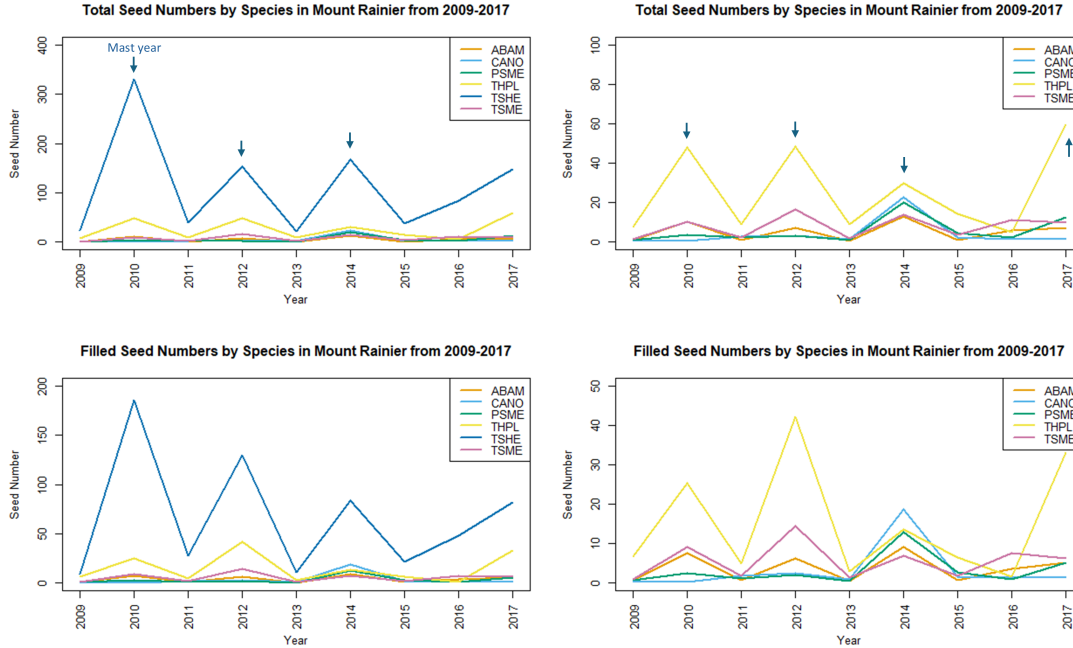 Total Seed Numbers by Species in Mount Rainier from 2009-2017
Seed Number
400
300
200
100
0
Mast year
ABAM
CANO
PSME
THPL
TSHE
TSME
2009
2010
2011
2012
2013
2014
2015
2016
2017
Year
Total Seed Numbers by Species in Mount Rainier from 2009-2017
Seed Number
100
80
60
40
20
0
ABAM
CANO
PSME
THPL
TSME
2009
2010
2011
2012
2013
2014
2015
2016
2017
Year
Filled Seed Numbers by Species in Mount Rainier from 2009-2017
Seed Number
200
150
100
50
0
ABAM
CANO
PSME
THPL
TSHE
TSME
2009
2010
2011
2012
2013
2014
2015
2016
2017
Year
Filled Seed Numbers by Species in Mount Rainier from 2009-2017
Seed Number
50
40
30
20
10
0
ABAM
CANO
PSME
THPL
TSME
2009
2010
2011
2012
2013
2014
2015
2016
2017
Year